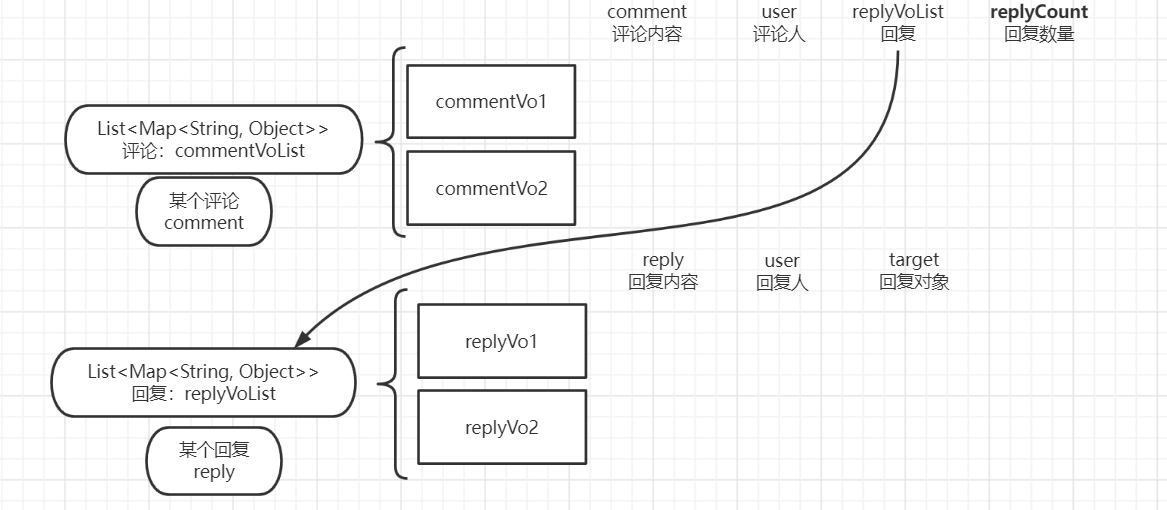 comment
评论内容
user
评论人
replyVoList
回复
replyCount
回复数量
commentVo1
List<Map<String, Object>>
评论：commentVoList
commentVo2
某个评论
comment
reply
回复内容
user
回复人
target
回复对象
replyVo1
List<Map<String, Object>>
回复：replyVoList
replyVo2
某个回复
reply